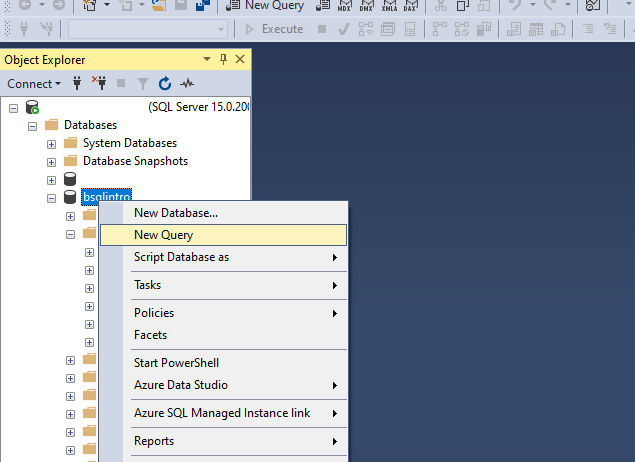 New Query
MDX DMX XMLA DAX
Execute
Object Explorer
Connect
(SQL Server 15.0.200
Databases
System Databases
Database Snapshots
bsqlintro
New Database...
New Query
Script Database as
Tasks
Policies
Facets
Start PowerShell
Azure Data Studio
Azure SQL Managed Instance link
Reports